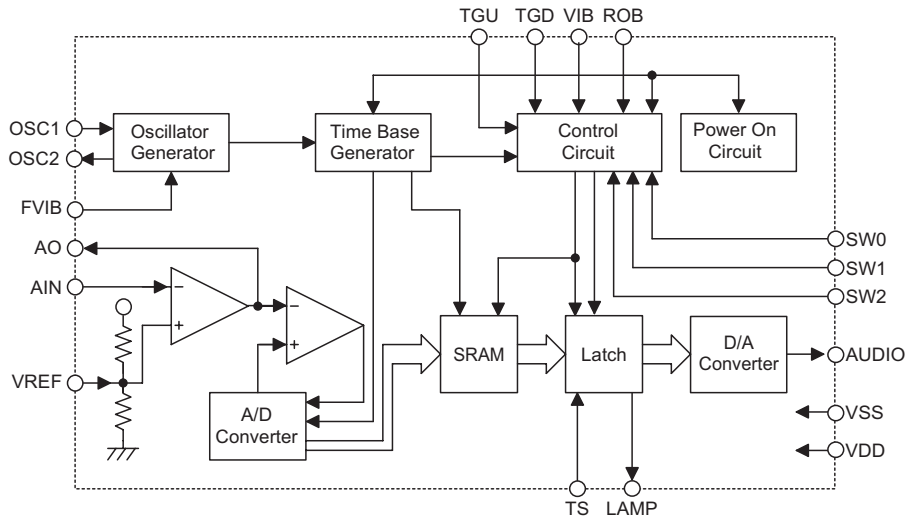 TGU TGD VIB ROB
OSC1
OSC2
FVIB
AO
AIN
VREF
Oscillator
Generator
Time Base
Generator
Control
Circuit
Power On
Circuit
SW0
SW1
SW2
−
+
−
+
A/D
Converter
SRAM
Latch
D/A
Converter
AUDIO
VSS
VDD
TS LAMP